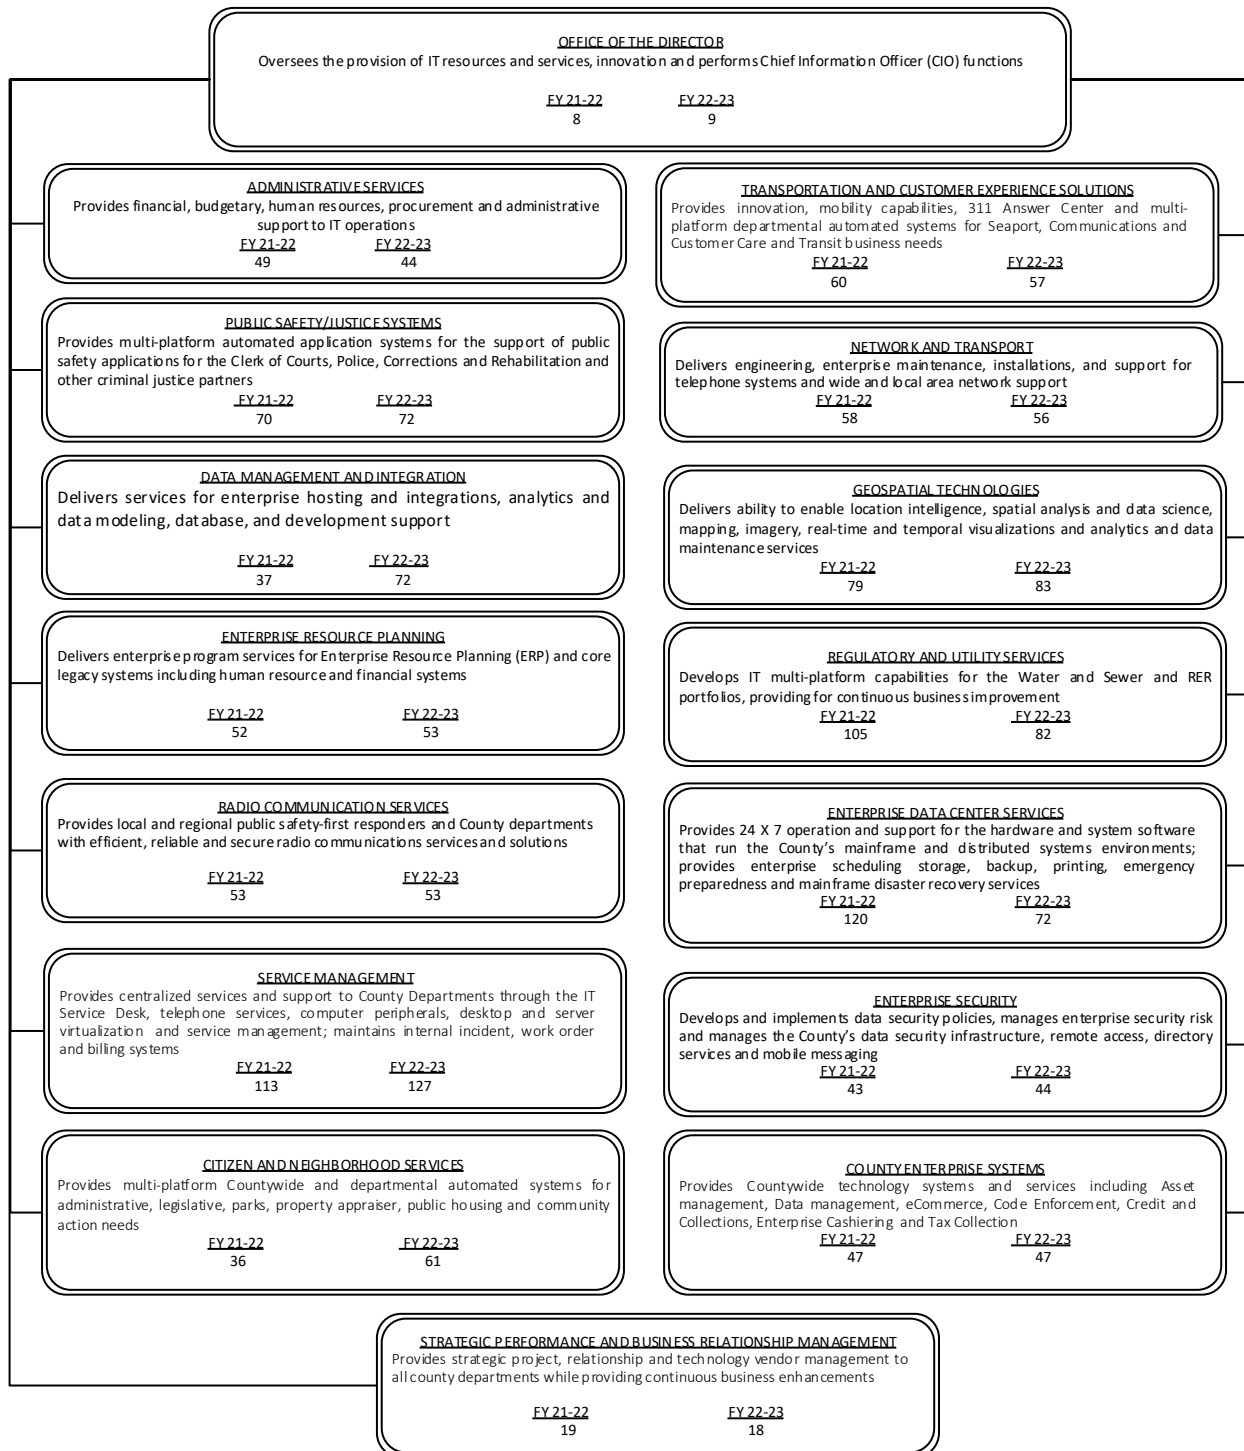 OFFICE OF THE DIRECTOR
Oversees the provision of IT resources and services, innovation and performs Chief Information Officer (CIO) functions
FY 21-22 FY 22-23
8 9
ADMINISTRATIVE SERVICES
Provides financial, budgetary, human resources, procurement and administrative
support to IT operations
FY 21-22 FY 22-23
49 44
PUBLIC SAFETY/JUSTICE SYSTEMS
Provides multi-platform automated application systems for the support of public
safety applications for the Clerk of Courts, Police, Corrections and Rehabilitation and
other criminal justice partners
FY 21-22 FY 22-23
70 72
DATA MANAGEMENT AND INTEGRATION
Delivers services for enterprise hosting and integrations, analytics and
data modeling, database, and development support
FY 21-22 FY 22-23
37 72
ENTERPRISE RESOURCE PLANNING
Delivers enterprise program services for Enterprise Resource Planning (ERP) and core
legacy systems including human resource and financial systems
FY 21-22 FY 22-23
52 53
RADIO COMMUNICATION SERVICES
Provides local and regional public safety-first responders and County departments
with efficient, reliable and secure radio communications services and solutions
FY 21-22 FY 22-23
53 53
SERVICE MANAGEMENT
Provides centralized services and support to County Departments through the IT
Service Desk, telephone services, computer peripherals, desktop and server
virtualization and service management; maintains internal incident, work order
and billing systems
FY 21-22 FY 22-23
113 127
CITIZEN AND NEIGHBORHOOD SERVICES
Provides multi-platform Countywide and departmental automated systems for
administrative, legislative, parks, property appraiser, public housing and community
action needs
FY 21-22 FY 22-23
36 61
TRANSPORTATION AND CUSTOMER EXPERIENCE SOLUTIONS
Provides innovation, mobility capabilities, 311 Answer Center and multi-
platform departmental automated systems for Seaport, Communications and
Customer Care and Transit business needs
FY 21-22 FY 22-23
60 57
NETWORK AND TRANSPORT
Delivers engineering, enterprise maintenance, installations, and support for
telephone systems and wide and local area network support
FY 21-22 FY 22-23
58 56
GEOSPATIAL TECHNOLOGIES
Delivers ability to enable location intelligence, spatial analysis and data science,
mapping, imagery, real-time and temporal visualizations and analytics and data
maintenance services
FY 21-22 FY 22-23
79 83
REGULATORY AND UTILITY SERVICES
Develops IT multi-platform capabilities for the Water and Sewer and RER
portfolios, providing for continuous business improvement
FY 21-22 FY 22-23
105 82
ENTERPRISE DATA CENTER SERVICES
Provides 24 X 7 operation and support for the hardware and system software
that run the County's mainframe and distributed systems environments;
provides enterprise scheduling storage, backup, printing, emergency
preparedness and mainframe disaster recovery services
FY 21-22 FY 22-23
120 72
ENTERPRISE SECURITY
Develops and implements data security policies, manages enterprise security risk
and manages the County's data security infrastructure, remote access, directory
services and mobile messaging
FY 21-22 FY 22-23
43 44
COUNTY ENTERPRISE SYSTEMS
Provides Countywide technology systems and services including Asset
management, Data management, eCommerce, Code Enforcement, Credit and
Collections, Enterprise Cashiering and Tax Collection
FY 21-22 FY 22-23
47 47
STRATEGIC PERFORMANCE AND BUSINESS RELATIONSHIP MANAGEMENT
Provides strategic project, relationship and technology vendor management to
all county departments while providing continuous business enhancements
FY 21-22 FY 22-23
19 18